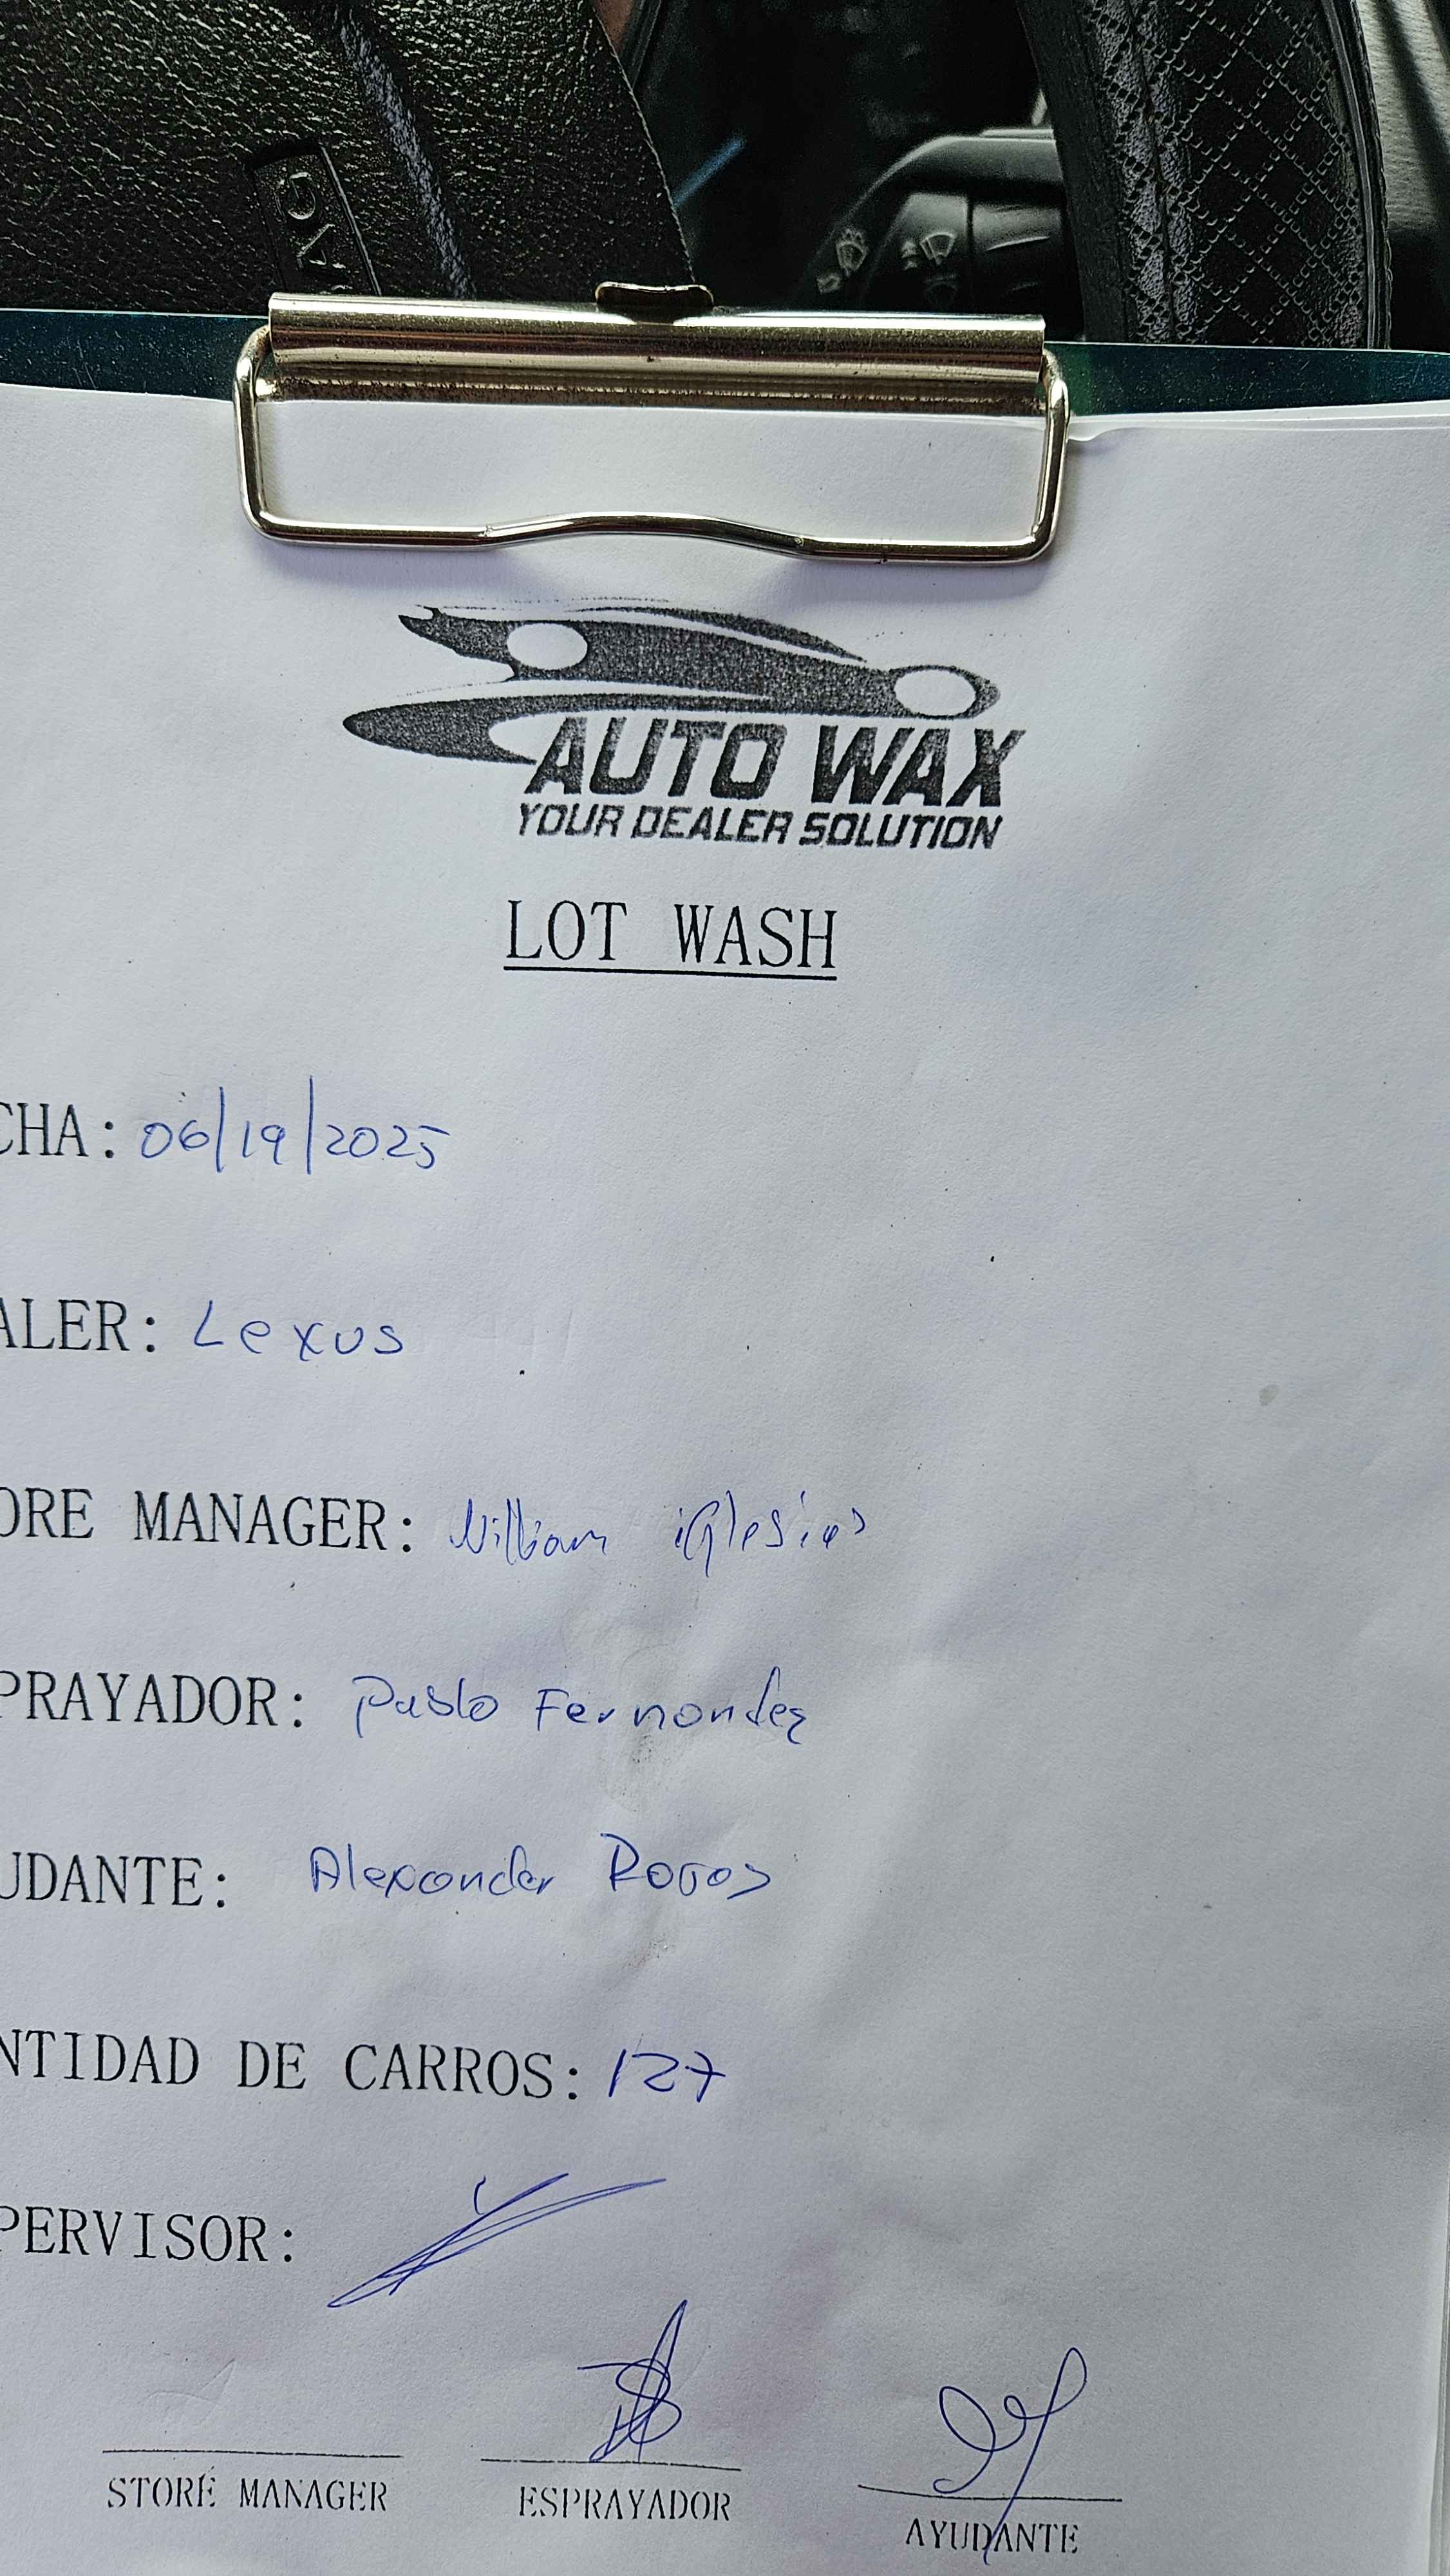 AUTO WAX
YOUR DEALER SOLUTION
LOT WASH
CHA: 06/19/2025
ALER: Lexus
ORE MANAGER: William iglesias
PRAYADOR: Pablo Fernandez
UDANTE: Alexander
NTIDAD DE CARROS: 127
PERVISOR:
STORE MANAGER ESPRAYADOR AYUDANTE